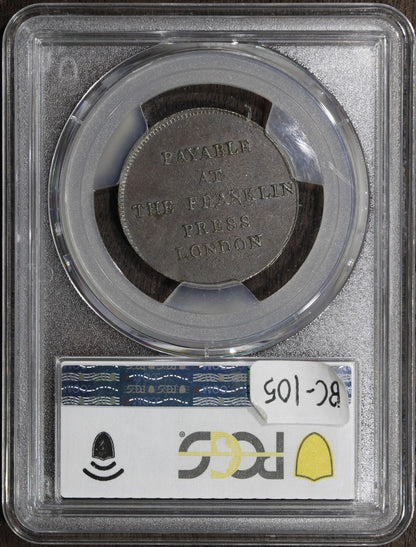 PAYABLE
AT
THE FRANKLIN
PRESS
LONDON
BC-105
PCGS